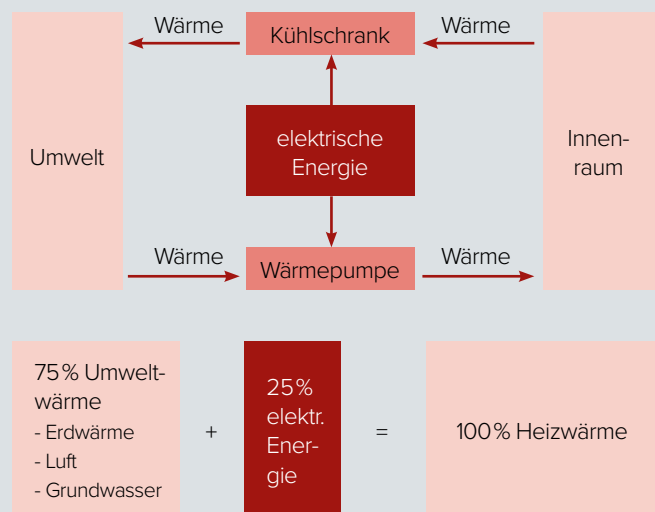 Wärme
Kühlschrank
Wärme
Umwelt
elektrische
Energie
Innen-
raum
Wärme
Wärmepumpe
Wärme
75 % Umwelt-
wärme
- Erdwärme
- Luft
- Grundwasser
+
25 %
elektr.
Ener-
gie
=
100 % Heizwärme